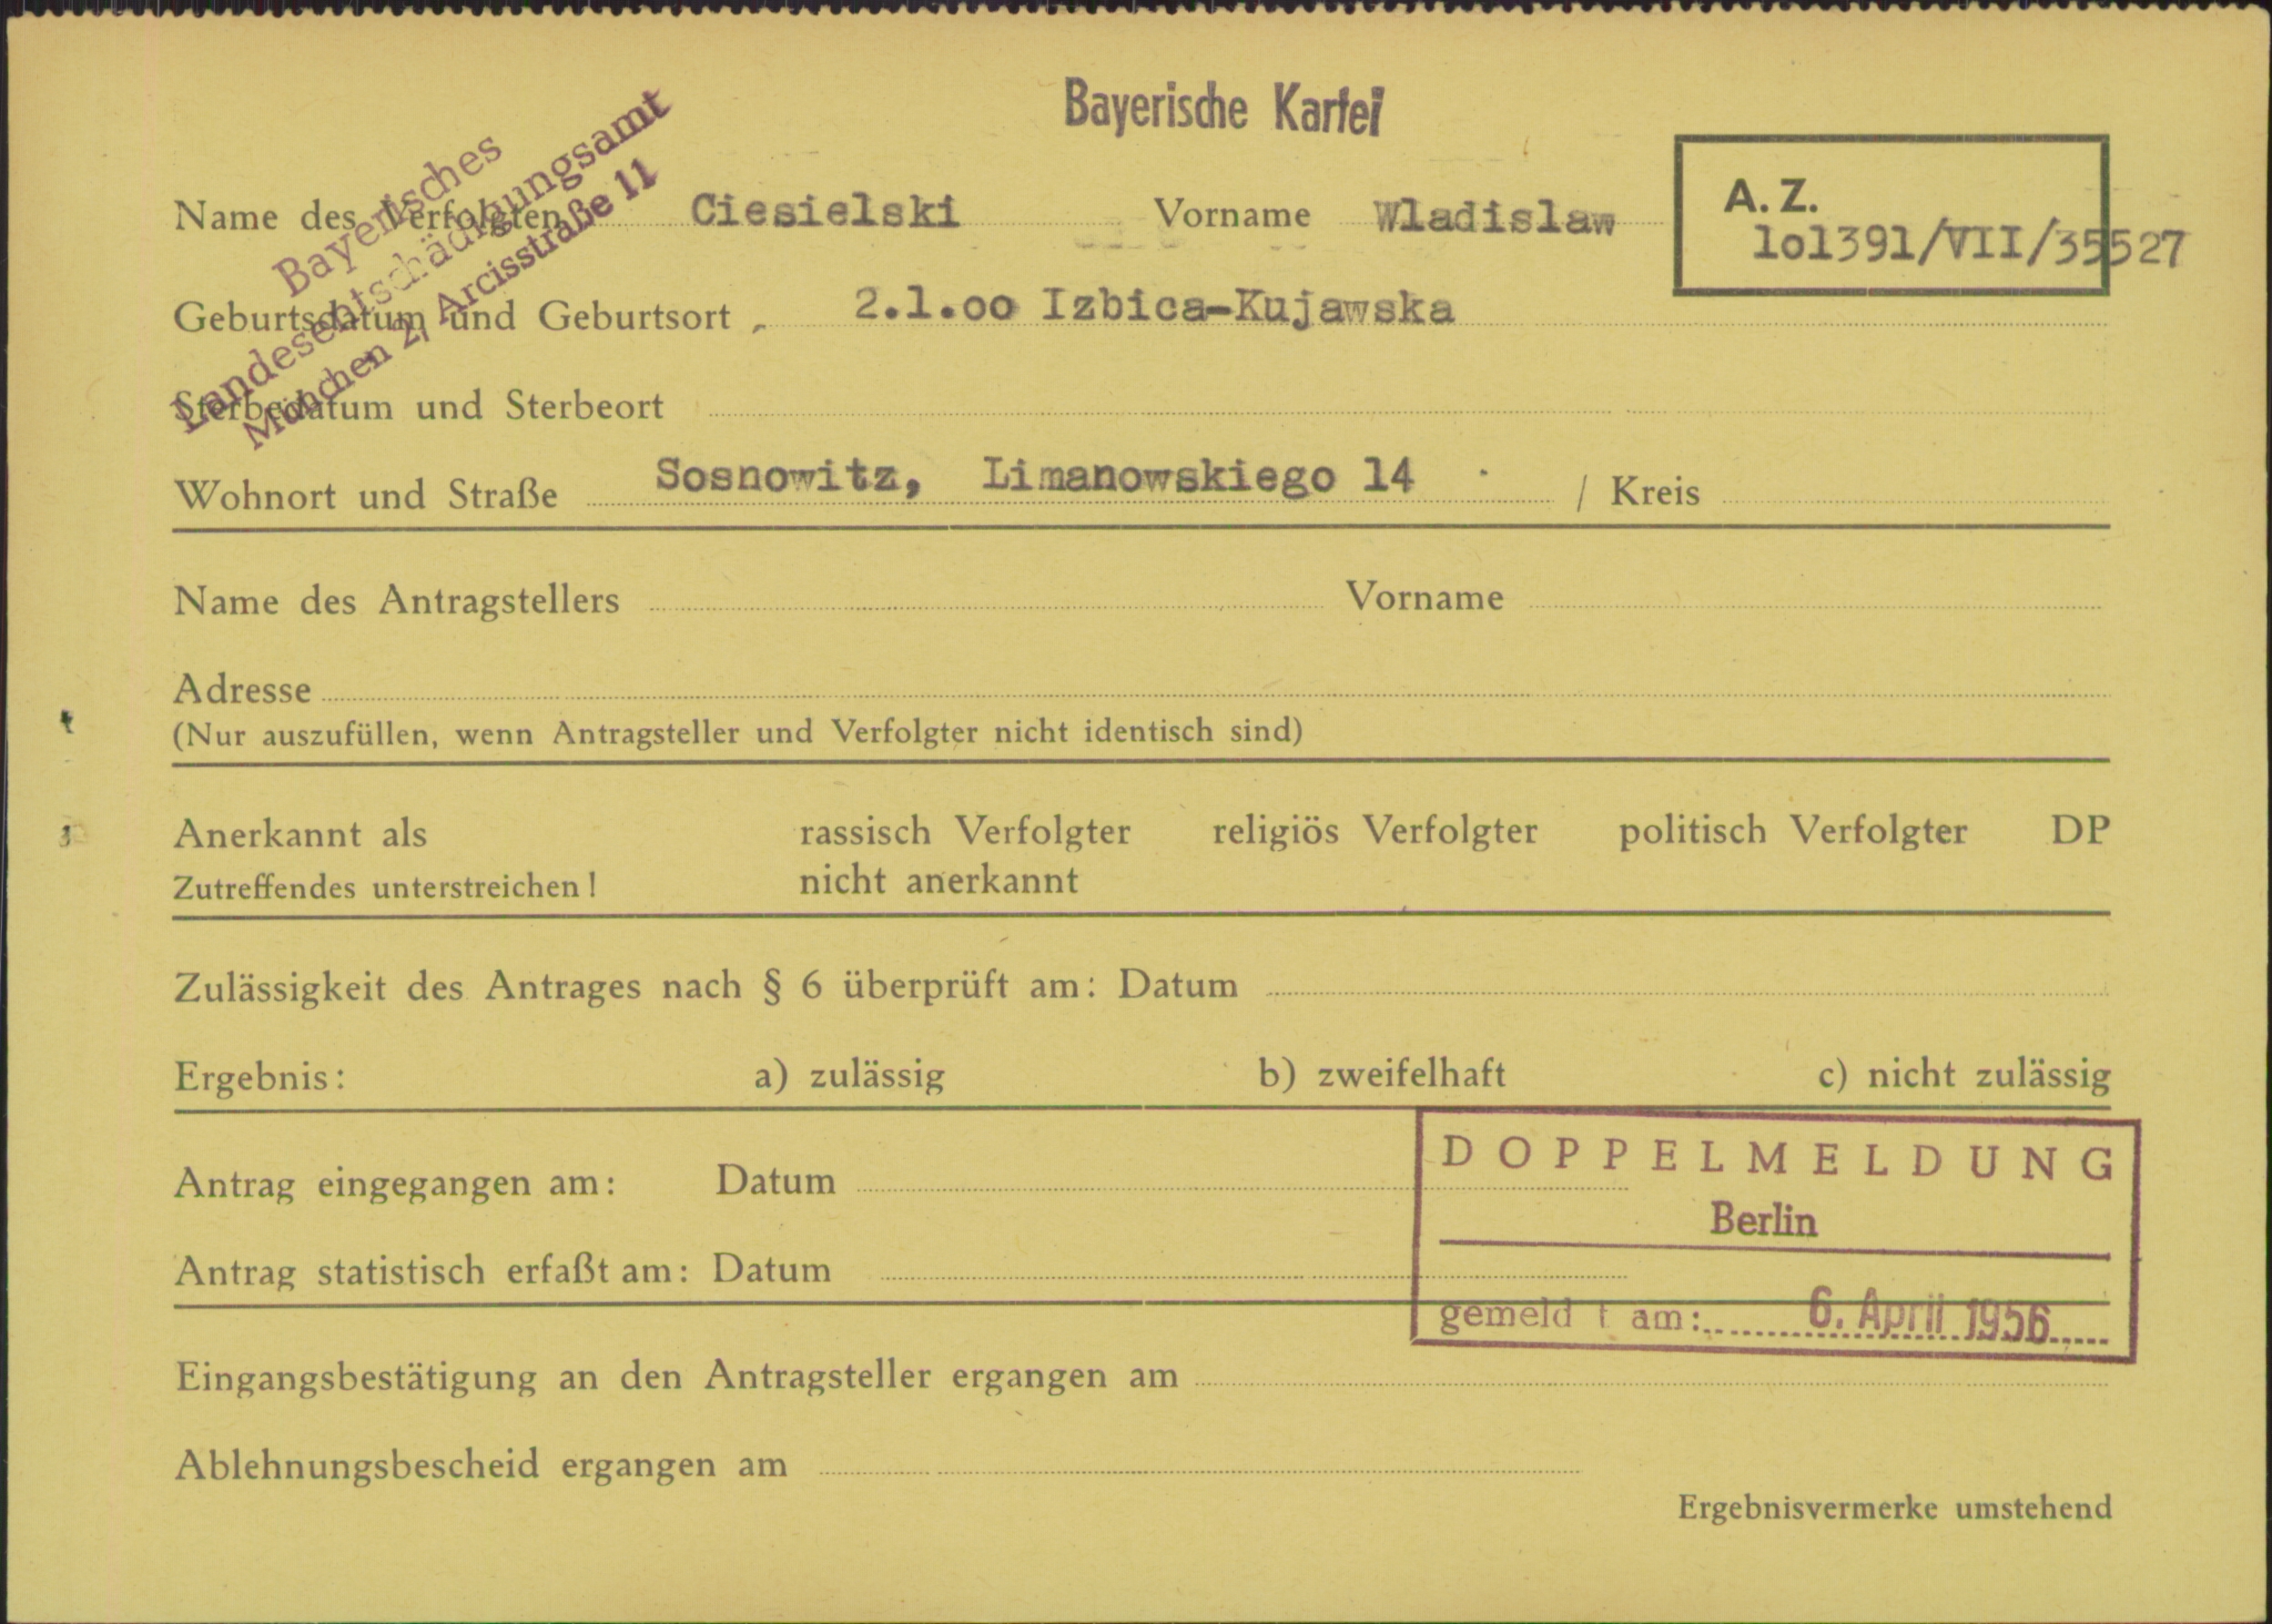 Bayerische Kartei
Bayerisches
Landesentschädigungsamt
München 2, Arcisstraße 11
A. Z.
lol391/VII/35527
Name des Verfolgten Ciesielski Vorname Wladislaw
Geburtsdatum und Geburtsort 2.1.oo Izbica-Kujawska
Sterbedatum und Sterbeort
Wohnort und Straße Sosnowitz, Limanowskiego 14 / Kreis
Name des Antragstellers Vorname
Adresse
(Nur auszufüllen, wenn Antragsteller und Verfolgter nicht identisch sind)
Anerkannt als rassisch Verfolgter religiös Verfolgter politisch Verfolgter DP
Zutreffendes unterstreichen! nicht anerkannt
Zulässigkeit des Antrages nach § 6 überprüft am: Datum
Ergebnis: a) zulässig b) zweifelhaft c) nicht zulässig
DOPPELMELDUNG
Antrag eingegangen am: Datum
Berlin
Antrag statistisch erfaßt am: Datum
gemeld t am: 6. April 1956
Eingangsbestätigung an den Antragsteller ergangen am
Ablehnungsbescheid ergangen am
Ergebnisvermerke umstehend